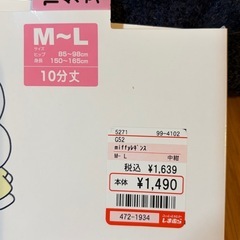 M~L
サイズ
ヒップ 85~98cm
身長 150~165cm
10分丈
5271 99-4102
G52
miffyレギンス
M- L 中紺
税込 ¥1,639
本体 ¥1,490
472-1934
しまむら